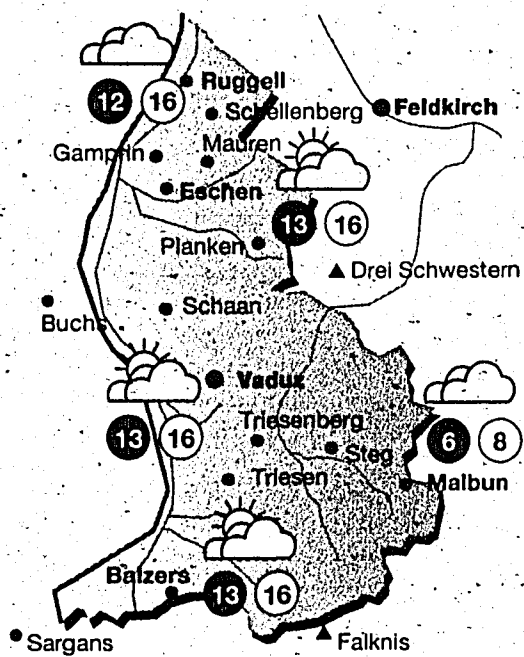 Ruggell
12 16
Schellenberg
Feldkirch
Gamprin
Mauren
Eschen
13 16
Planken
Drei Schwestern
Buchs
Schaan
Vaduz
13 16
Triesenberg
6 8
Steg
Triesen
Malbun
Balzers
13 16
Sargans
Falknis